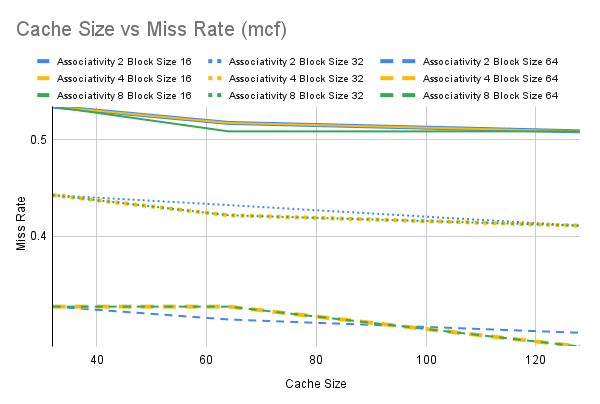 Cache Size vs Miss Rate (mcf)
Associativity 2 Block Size 16 Associativity 2 Block Size 32 Associativity 2 Block Size 64
Associativity 4 Block Size 16 Associativity 4 Block Size 32 Associativity 4 Block Size 64
Associativity 8 Block Size 16 Associativity 8 Block Size 32 Associativity 8 Block Size 64
0.5
Miss Rate
0.4
40 60 80 100 120
Cache Size